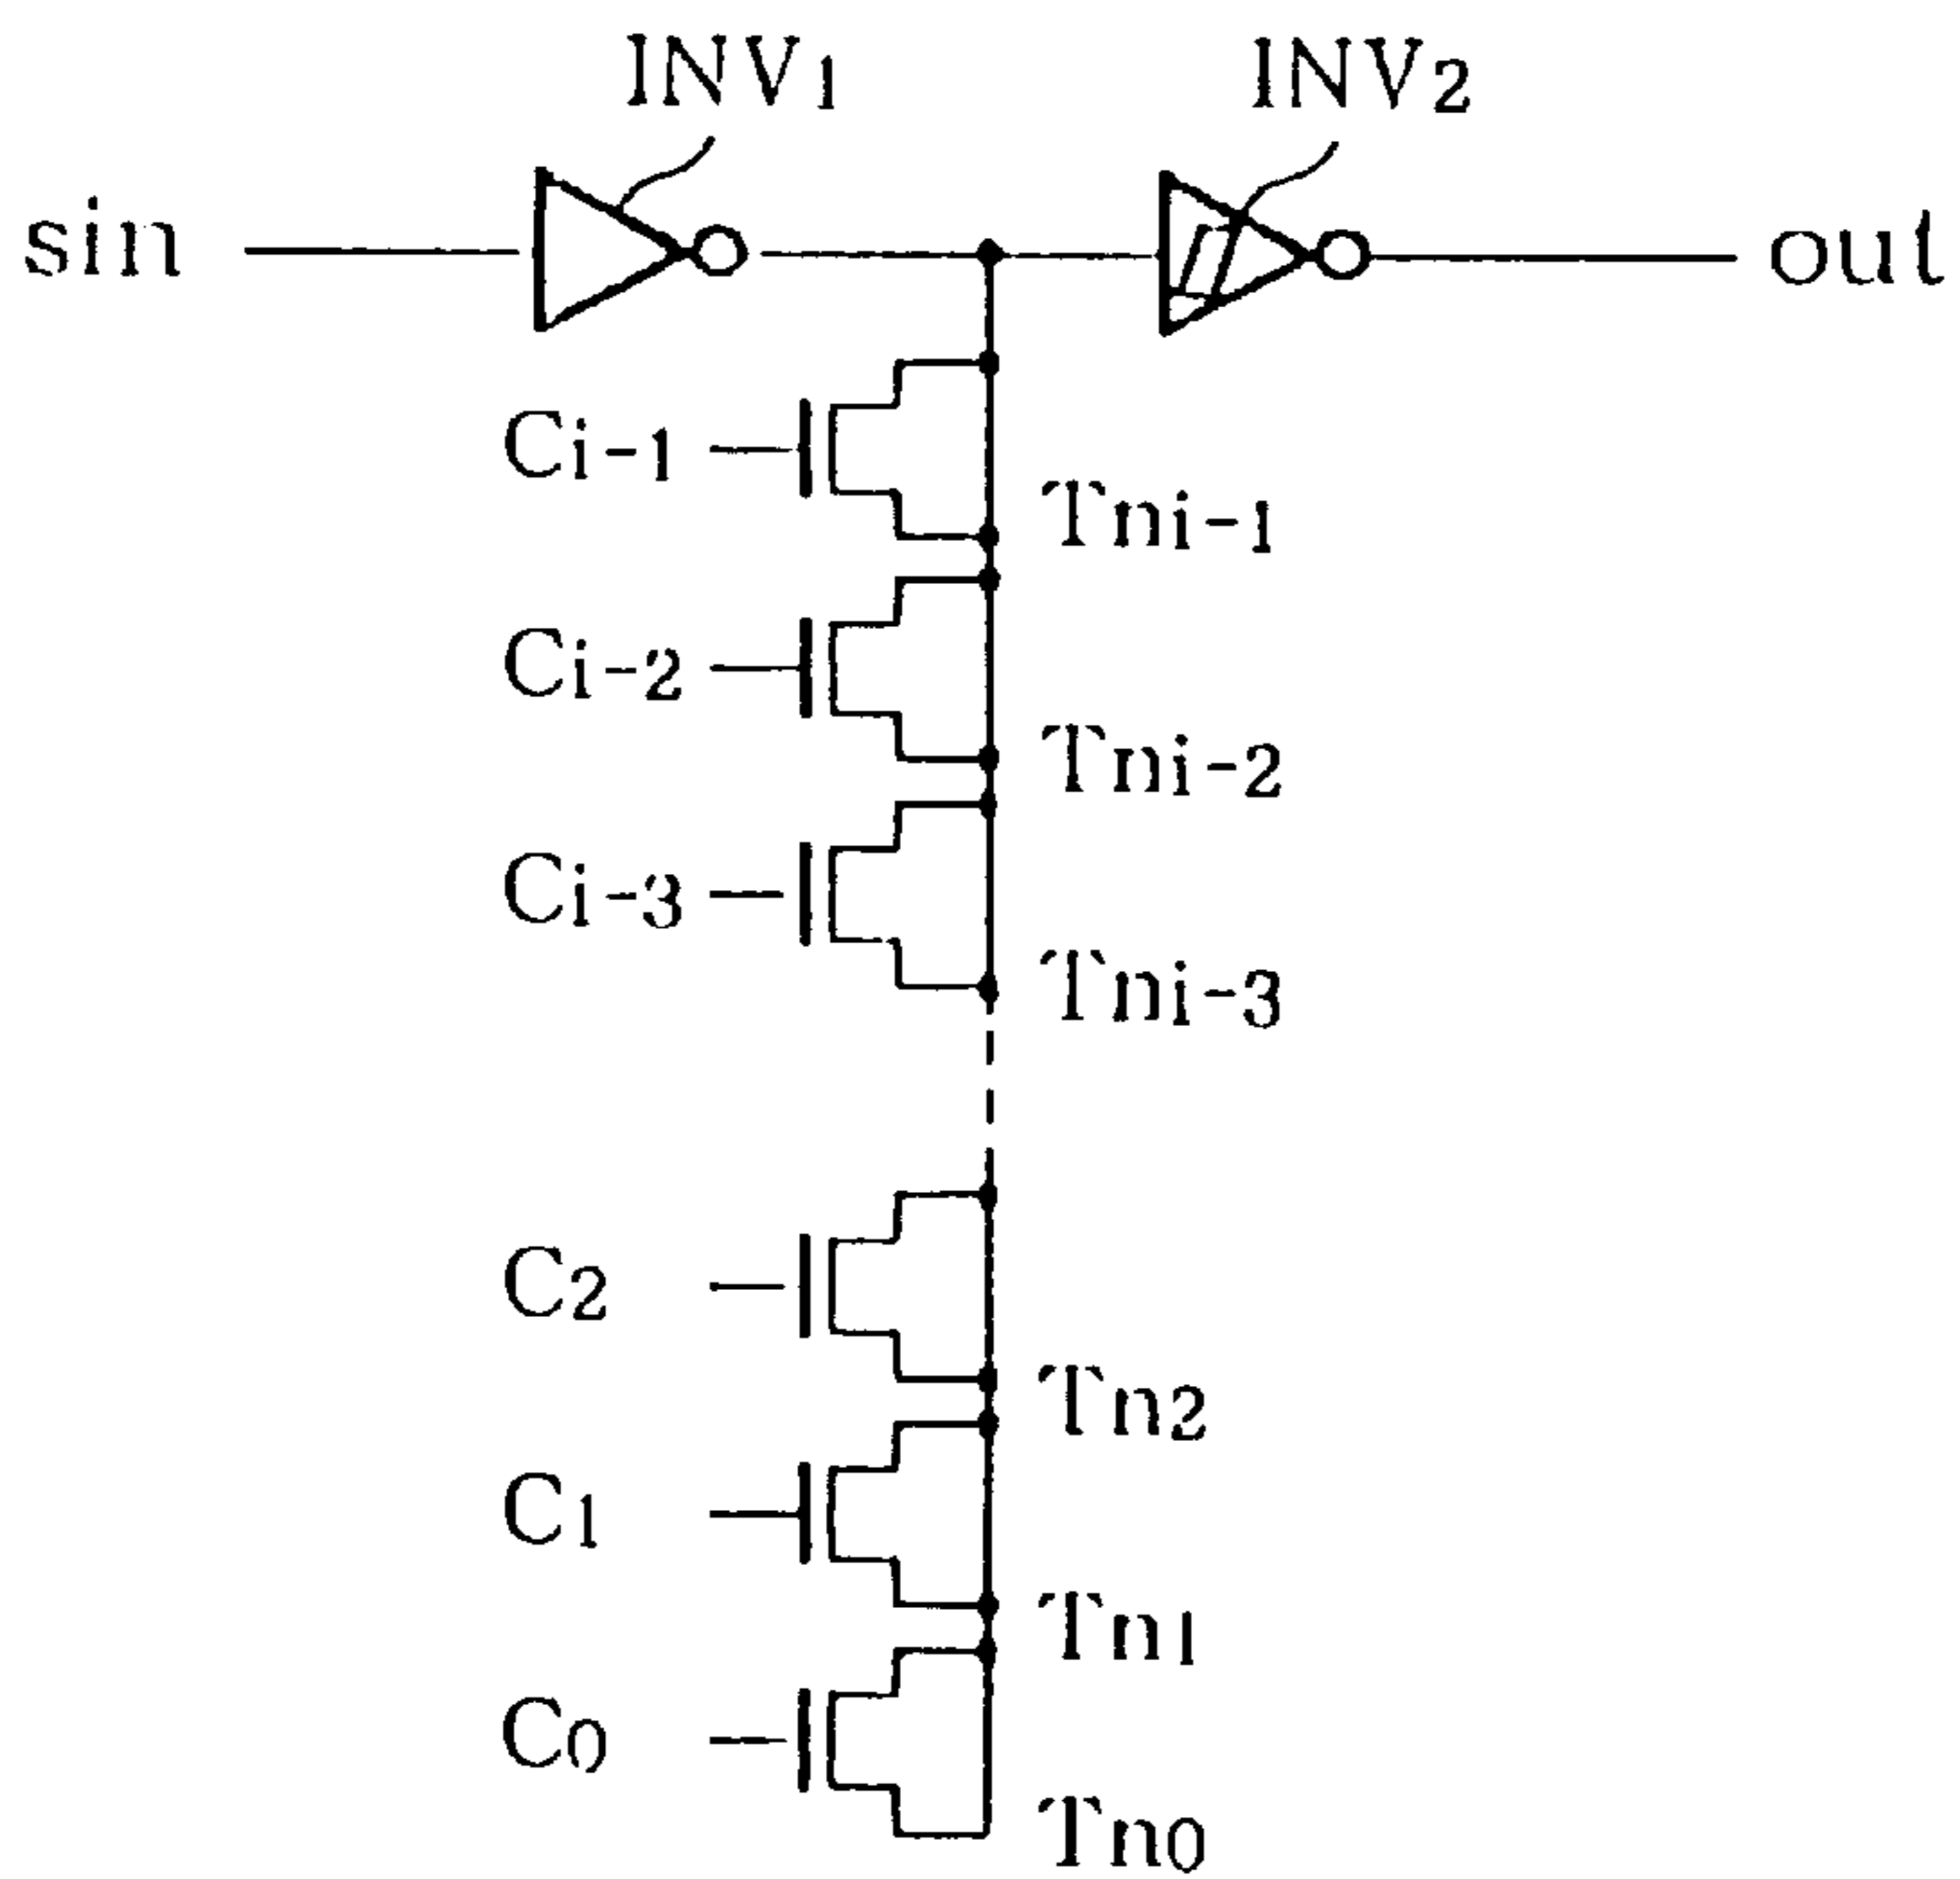 INV1 INV2
sin out
Ci-1
Tni-1
Ci-2
Tni-2
Ci-3
Tni-3
C2
Tn2
C1
Tn1
C0
Tn0